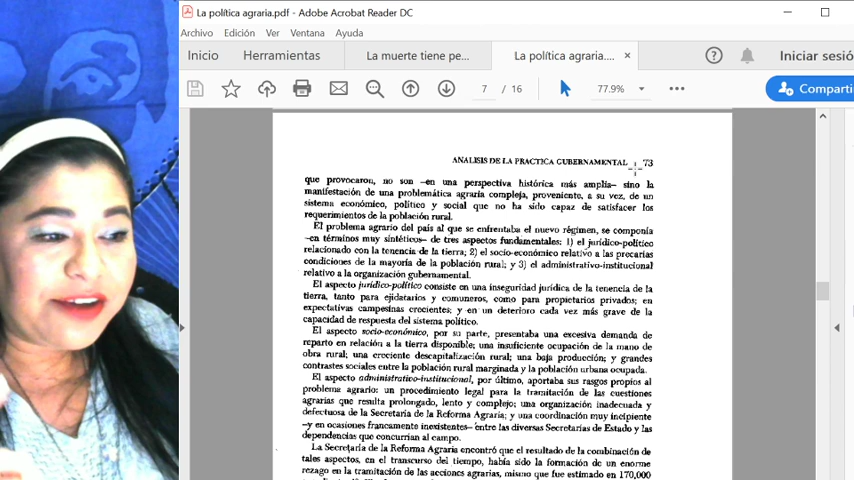 La política agraria.pdf - Adobe Acrobat Reader DC
Archivo Edición Ver Ventana Ayuda
Inicio Herramientas La muerte tiene pe... La política agraria.... × Iniciar sesió
7 / 16 77.9% Comparti
ANALISIS DE LA PRACTICA GUBERNAMENTAL 73
que provocaron, no son —en una perspectiva histórica más amplia— sino la
manifestación de una problemática agraria compleja, proveniente, a su vez, de un
sistema económico, político y social que no ha sido capaz de satisfacer los
requerimientos de la población rural.
El problema agrario del país al que se enfrentaba el nuevo régimen, se componía
—en términos muy sintéticos— de tres aspectos fundamentales: 1) el jurídico-político
relacionado con la tenencia de la tierra; 2) el socio-económico relativo a las precarias
condiciones de la mayoría de la población rural; y 3) el administrativo-institucional
relativo a la organización gubernamental.
El aspecto jurídico-político consiste en una inseguridad jurídica de la tenencia de la
tierra, tanto para ejidatarios y comuneros, como para propietarios privados; en
expectativas campesinas crecientes; y en un deterioro cada vez más grave de la
capacidad de respuesta del sistema político.
El aspecto socio-económico, por su parte, presentaba una excesiva demanda de
reparto en relación a la tierra disponible; una insuficiente ocupación de la mano de
obra rural; una creciente descapitalización rural; una baja producción; y grandes
contrastes sociales entre la población rural marginada y la población urbana ocupada.
El aspecto administrativo-institucional, por último, aportaba sus rasgos propios al
problema agrario: un procedimiento legal para la tramitación de las cuestiones
agrarias que resulta prolongado, lento y complejo; una organización inadecuada y
defectuosa de la Secretaría de la Reforma Agraria; y una coordinación muy incipiente
—y en ocasiones francamente inexistentes— entre las diversas Secretarías de Estado y las
dependencias que concurrían al campo.
La Secretaría de la Reforma Agraria encontró que el resultado de la combinación de
tales aspectos, en el transcurso del tiempo, había sido la formación de un enorme
rezago en la tramitación de las acciones agrarias, mismo que fue estimado en 170,000